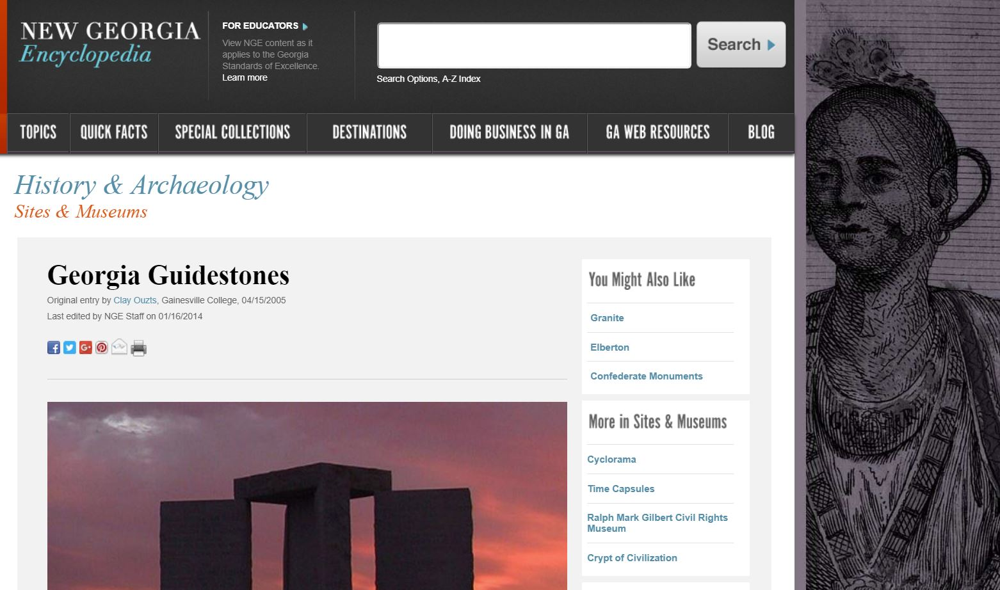 NEW GEORGIA
Encyclopedia
FOR EDUCATORS
View NGE content as it
applies to the Georgia
Standards of Excellence.
Learn more
Search
Search Options, A-Z Index
TOPICS
QUICK FACTS
SPECIAL COLLECTIONS
DESTINATIONS
DOING BUSINESS IN GA
GA WEB RESOURCES
BLOG
History & Archaeology
Sites & Museums
Georgia Guidestones
Original entry by Clay Ouzts, Gainesville College, 04/15/2005
Last edited by NGE Staff on 01/16/2014
You Might Also Like
Granite
Elberton
Confederate Monuments
More in Sites & Museums
Cyclorama
Time Capsules
Ralph Mark Gilbert Civil Rights
Museum
Crypt of Civilization